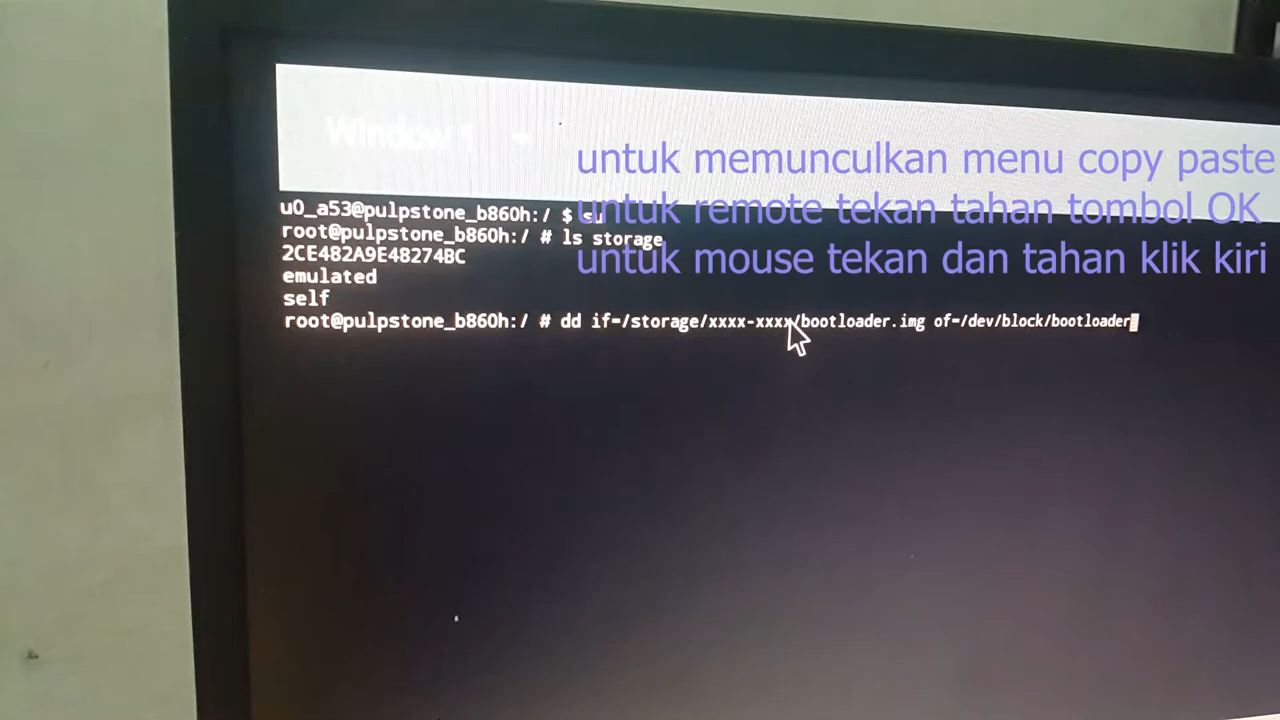 Window 1
untuk memunculkan menu copy paste
untuk remote tekan tahan tombol OK
untuk mouse tekan dan tahan klik kiri
u0_a53@pulpstone_b860h:/ $ su
root@pulpstone_b860h:/ # ls storage
2CE482A9E48274BC
emulated
self
root@pulpstone_b860h:/ # dd if=/storage/xxxx-xxxx/bootloader.img of=/dev/block/bootloader